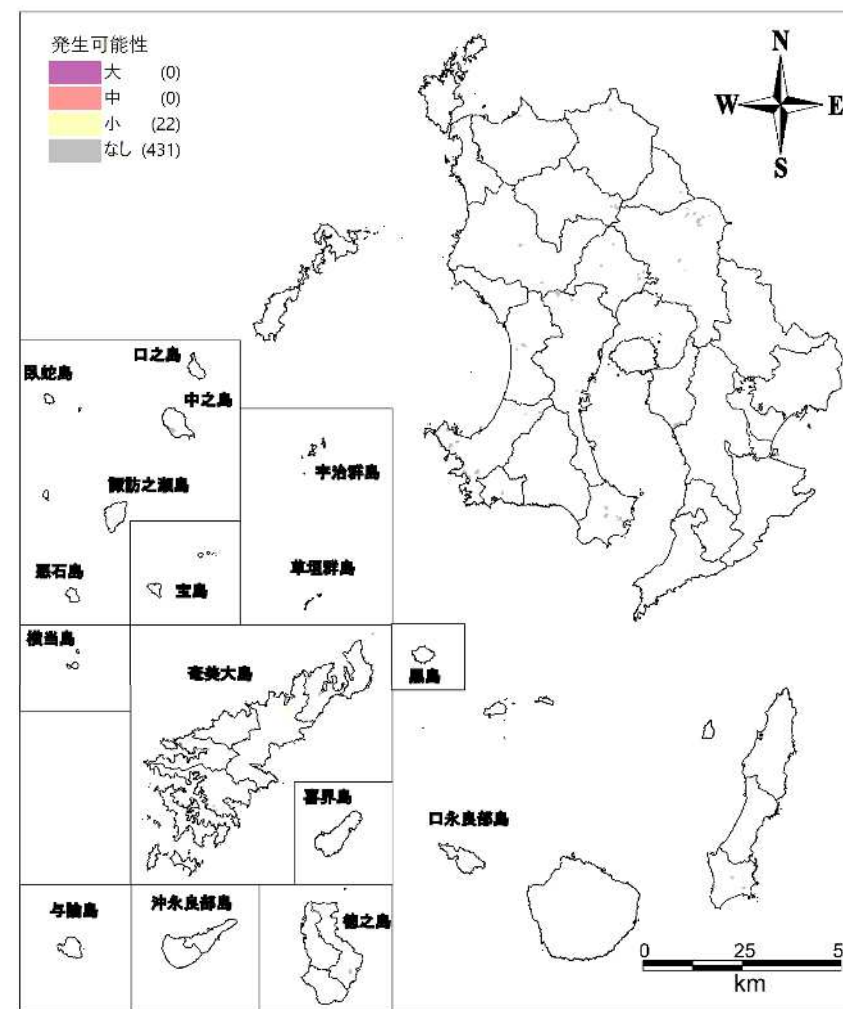 発生可能性
大 (0)
中 (0)
小 (22)
なし (431)
N
W E
S
口之島
臥蛇島
中之島
宇治群島
諏訪之瀬島
悪石島
宝島
草垣群島
横当島
奄美大島
黒島
喜界島
口永良部島
与論島
沖永良部島
徳之島
0 25 5
km